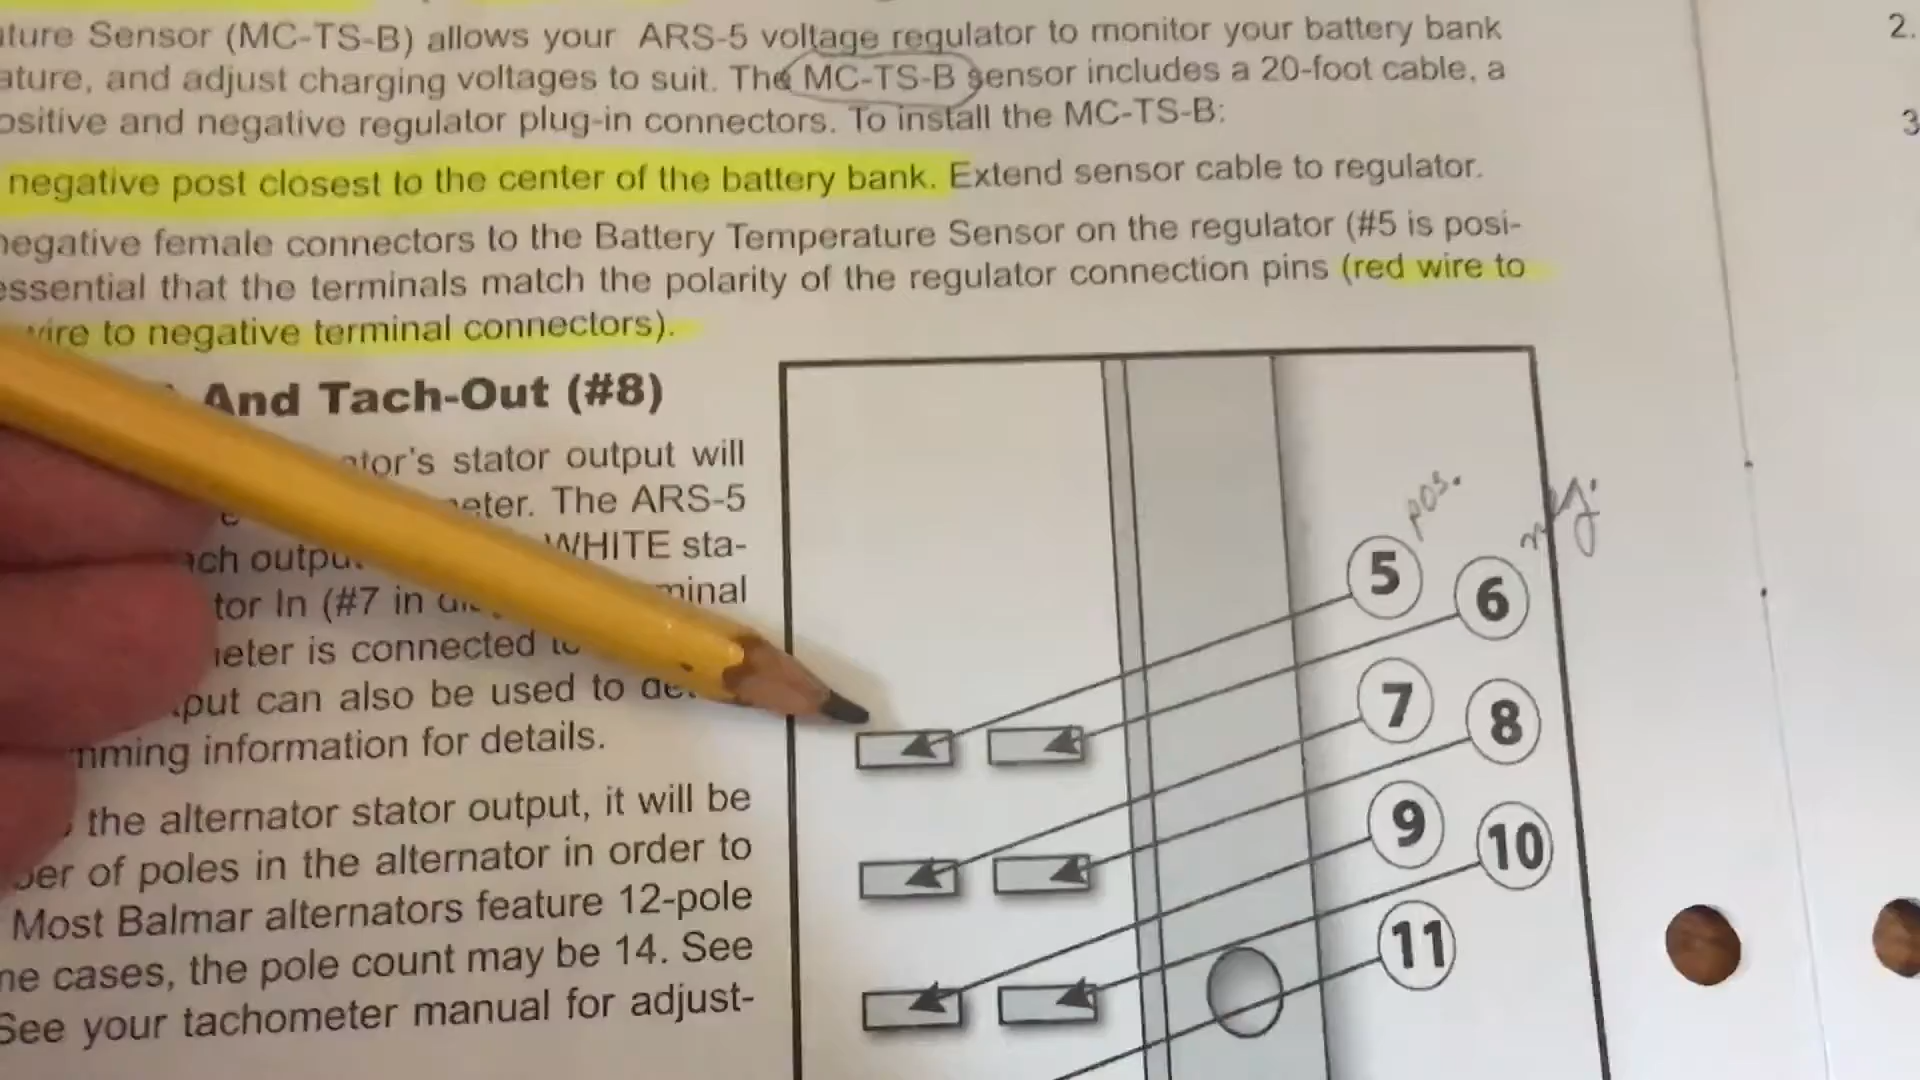 ture Sensor (MC-TS-B) allows your ARS-5 voltage regulator to monitor your battery bank
ature, and adjust charging voltages to suit. The MC-TS-B sensor includes a 20-foot cable, a
ositive and negative regulator plug-in connectors. To install the MC-TS-B:
negative post closest to the center of the battery bank. Extend sensor cable to regulator.
negative female connectors to the Battery Temperature Sensor on the regulator (#5 is posi-
essential that the terminals match the polarity of the regulator connection pins (red wire to
wire to negative terminal connectors).
And Tach-Out (#8)
ator's stator output will
eter. The ARS-5
ach outpu WHITE sta-
tor In (#7 in minal
eter is connected
put can also be used to
mming information for details.
the alternator stator output, it will be
ber of poles in the alternator in order to
Most Balmar alternators feature 12-pole
me cases, the pole count may be 14. See
See your tachometer manual for adjust-
pos.
neg.
5
6
7
8
9
10
11
2.
3